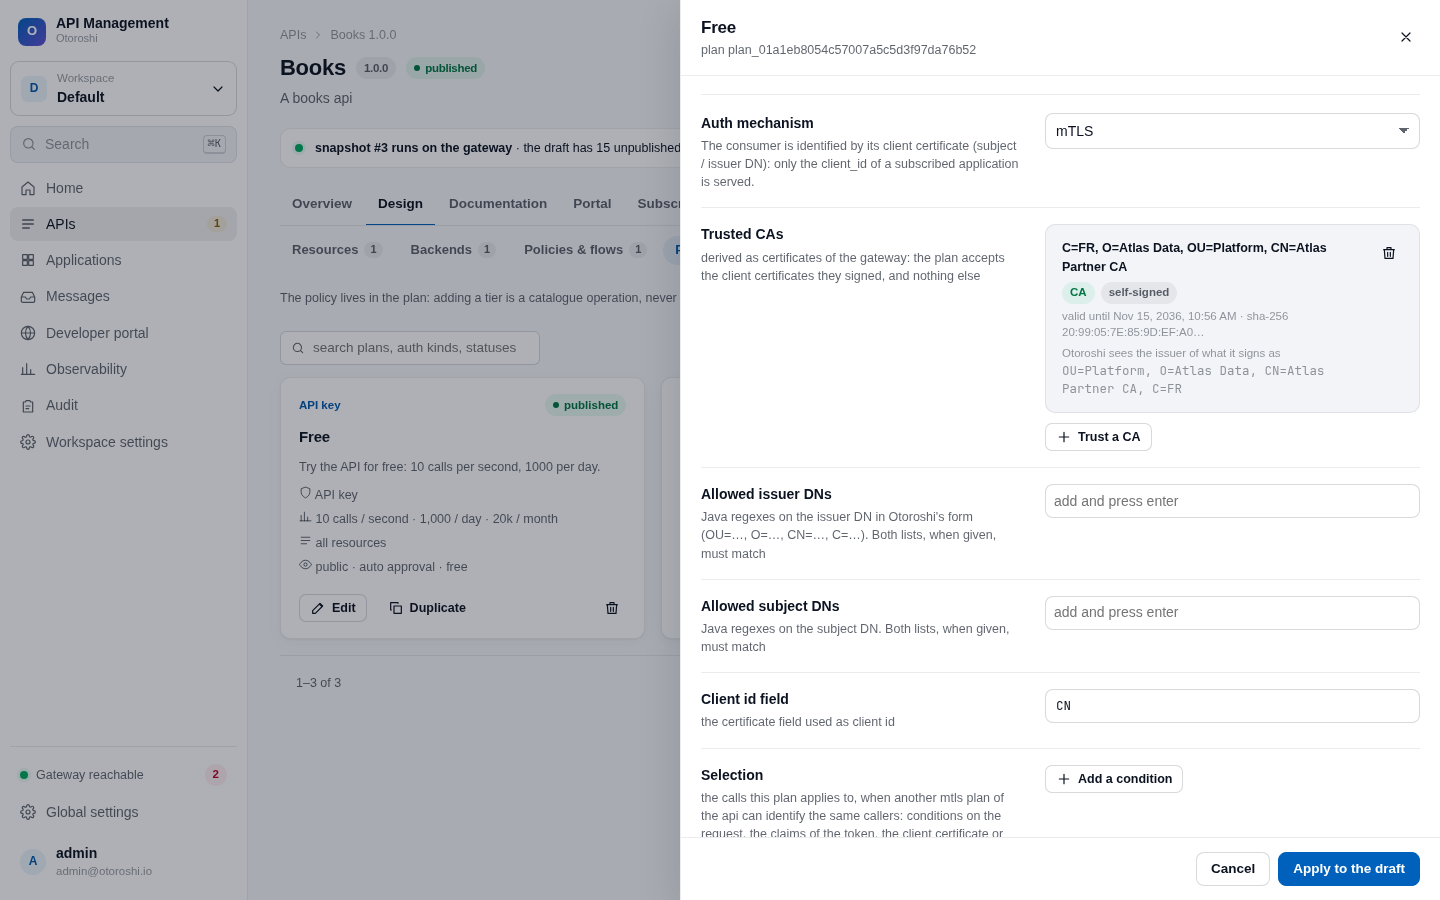 API Management
Otoroshi
Workspace
Default
Search
⌘K
Home
APIs
1
Applications
Messages
Developer portal
Observability
Audit
Workspace settings
Gateway reachable
2
Global settings
A
admin
admin@otoroshi.io
O
D
APIs
Books 1.0.0
Books
1.0.0
published
A books api
snapshot #3 runs on the gateway · the draft has 15 unpublished
Overview
Design
Documentation
Portal
Subscr
Resources 1
Backends 1
Policies & flows 1
The policy lives in the plan: adding a tier is a catalogue operation, never
search plans, auth kinds, statuses
API key
published
Free
Try the API for free: 10 calls per second, 1000 per day.
API key
10 calls / second · 1,000 / day · 20k / month
all resources
public · auto approval · free
Edit
Duplicate
1–3 of 3
Free
plan plan_01a1eb8054c57007a5c5d3f97da76b52
Auth mechanism
The consumer is identified by its client certificate (subject
/ issuer DN): only the client_id of a subscribed application
is served.
mTLS
Trusted CAs
derived as certificates of the gateway: the plan accepts
the client certificates they signed, and nothing else
C=FR, O=Atlas Data, OU=Platform, CN=Atlas
Partner CA
CA
self-signed
valid until Nov 15, 2036, 10:56 AM · sha-256
20:99:05:7E:85:9D:EF:A0…
Otoroshi sees the issuer of what it signs as
OU=Platform, O=Atlas Data, CN=Atlas
Partner CA, C=FR
Trust a CA
Allowed issuer DNs
Java regexes on the issuer DN in Otoroshi's form
(OU=…, O=…, CN=…, C=…). Both lists, when given,
must match
add and press enter
Allowed subject DNs
Java regexes on the subject DN. Both lists, when given,
must match
add and press enter
Client id field
the certificate field used as client id
CN
Selection
the calls this plan applies to, when another mtls plan of
the api can identify the same callers: conditions on the
request, the claims of the token, the client certificate or
Add a condition
Cancel
Apply to the draft